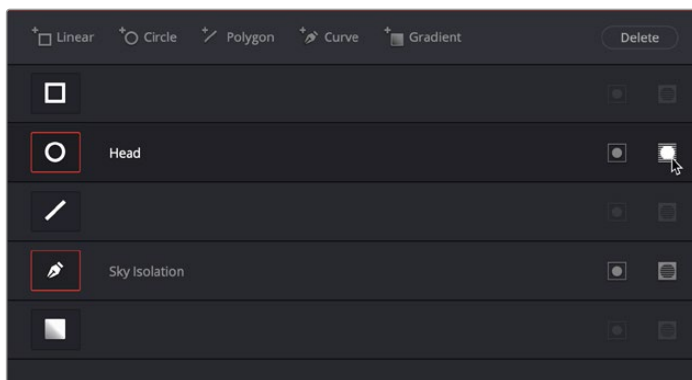 Linear Circle Polygon Curve Gradient Delete
Head
Sky Isolation